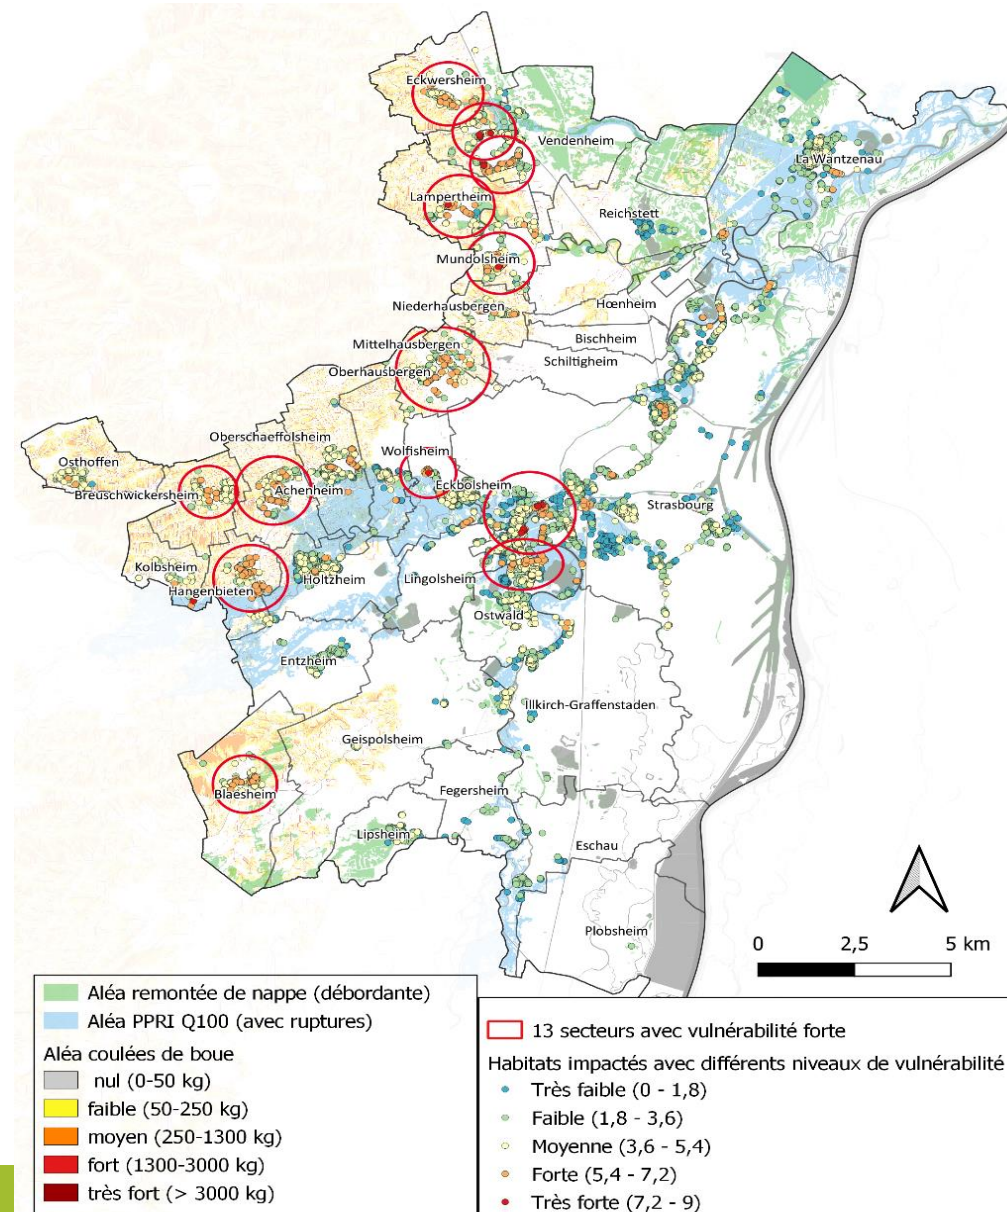 Eckwersheim
Vendenheim
La Wantzenau
Lampertheim
Reichstett
Mundolsheim
Niederhausbergen
Hœnheim
Bischheim
Mittelhausbergen
Schiltigheim
Oberhausbergen
Oberschaeffolsheim
Wolfisheim
Osthoffen
Eckbolsheim
Breuschwickersheim
Achenheim
Strasbourg
Kolbsheim
Holtzheim
Lingolsheim
Hangenbieten
Ostwald
Entzheim
Illkirch-Graffenstaden
Geispolsheim
Blaesheim
Fegersheim
Lipsheim
Eschau
Plobsheim
0 2,5 5 km
Aléa remontée de nappe (débordante)
Aléa PPRI Q100 (avec ruptures)
Aléa coulées de boue
nul (0-50 kg)
faible (50-250 kg)
moyen (250-1300 kg)
fort (1300-3000 kg)
très fort (> 3000 kg)
13 secteurs avec vulnérabilité forte
Habitats impactés avec différents niveaux de vulnérabilité
Très faible (0 - 1,8)
Faible (1,8 - 3,6)
Moyenne (3,6 - 5,4)
Forte (5,4 - 7,2)
Très forte (7,2 - 9)